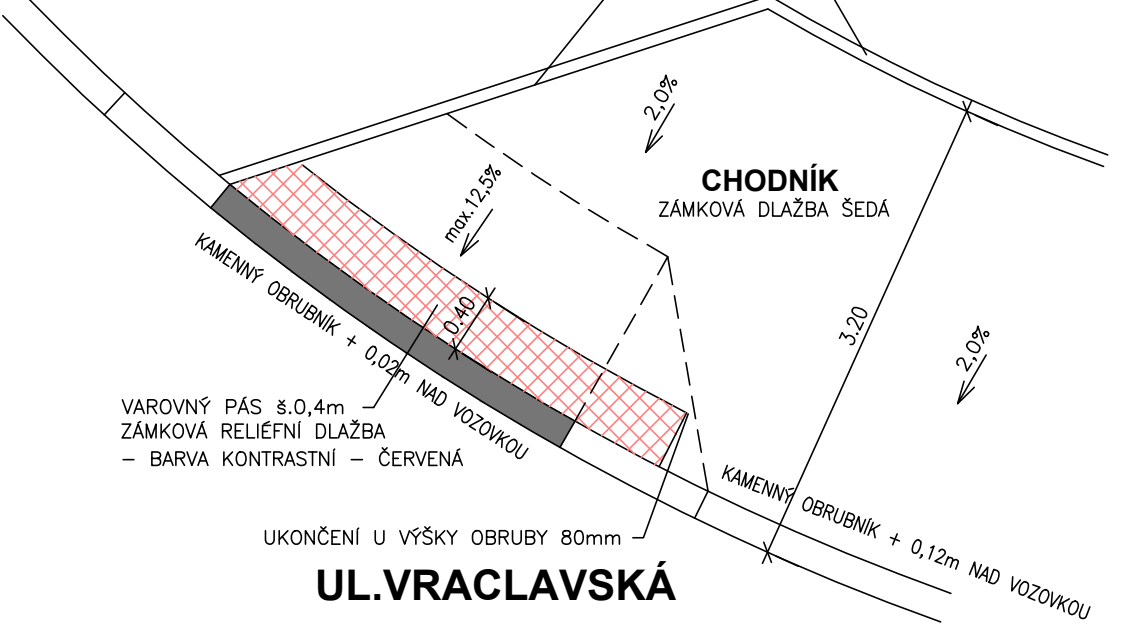 2,0%
max.12,5%
CHODNÍK
ZÁMKOVÁ DLAŽBA ŠEDÁ
KAMENNÝ OBRUBNÍK + 0,02m NAD VOZOVKOU
0.40
3.20
2,0%
VAROVNÝ PÁS š.0,4m
ZÁMKOVÁ RELIÉFNÍ DLAŽBA
– BARVA KONTRASTNÍ – ČERVENÁ
KAMENNÝ OBRUBNÍK + 0,12m NAD VOZOVKOU
UKONČENÍ U VÝŠKY OBRUBY 80mm
UL.VRACLAVSKÁ